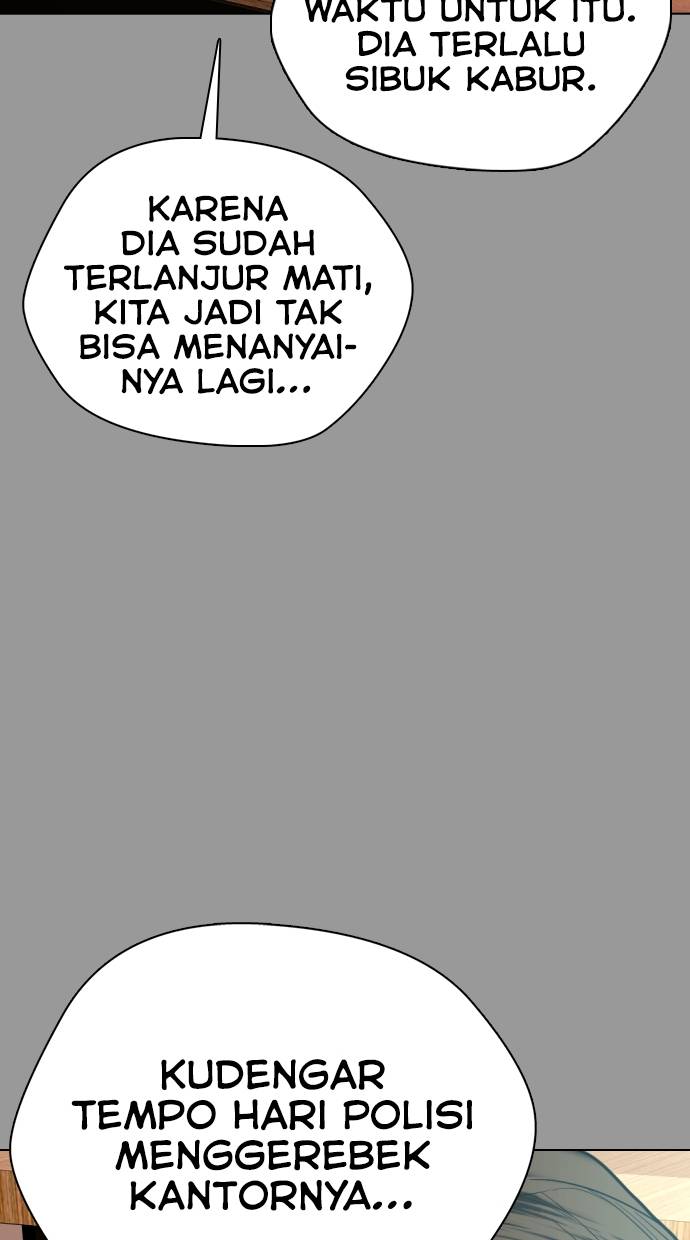 WAKTU UNTUK ITU.
DIA TERLALU
SIBUK KABUR.
KARENA
DIA SUDAH
TERLANJUR MATI,
KITA JADI TAK
BISA MENANYAI-
NYA LAGI...
KUDENGAR
TEMPO HARI POLISI
MENGGEREBEK
KANTORNYA...